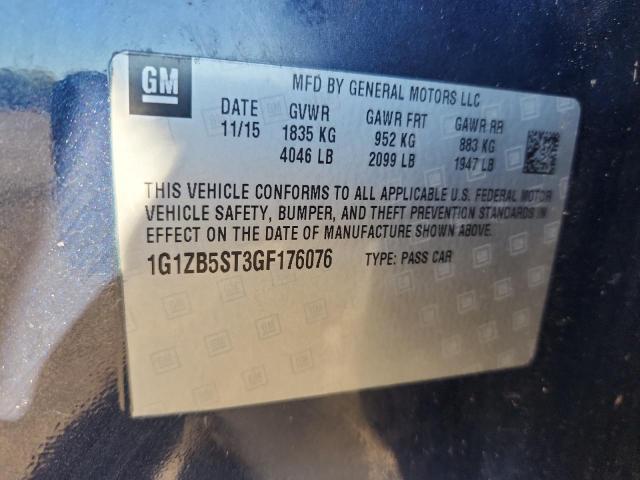 GM MFD BY GENERAL MOTORS LLC
DATE GVWR GAWR FRT GAWR RR
11/15 1835 KG 952 KG 883 KG
4046 LB 2099 LB 1947 LB
THIS VEHICLE CONFORMS TO ALL APPLICABLE U.S. FEDERAL MOTOR
VEHICLE SAFETY, BUMPER, AND THEFT PREVENTION STANDARDS IN
EFFECT ON THE DATE OF MANUFACTURE SHOWN ABOVE.
1G1ZB5ST3GF176076 TYPE: PASS CAR